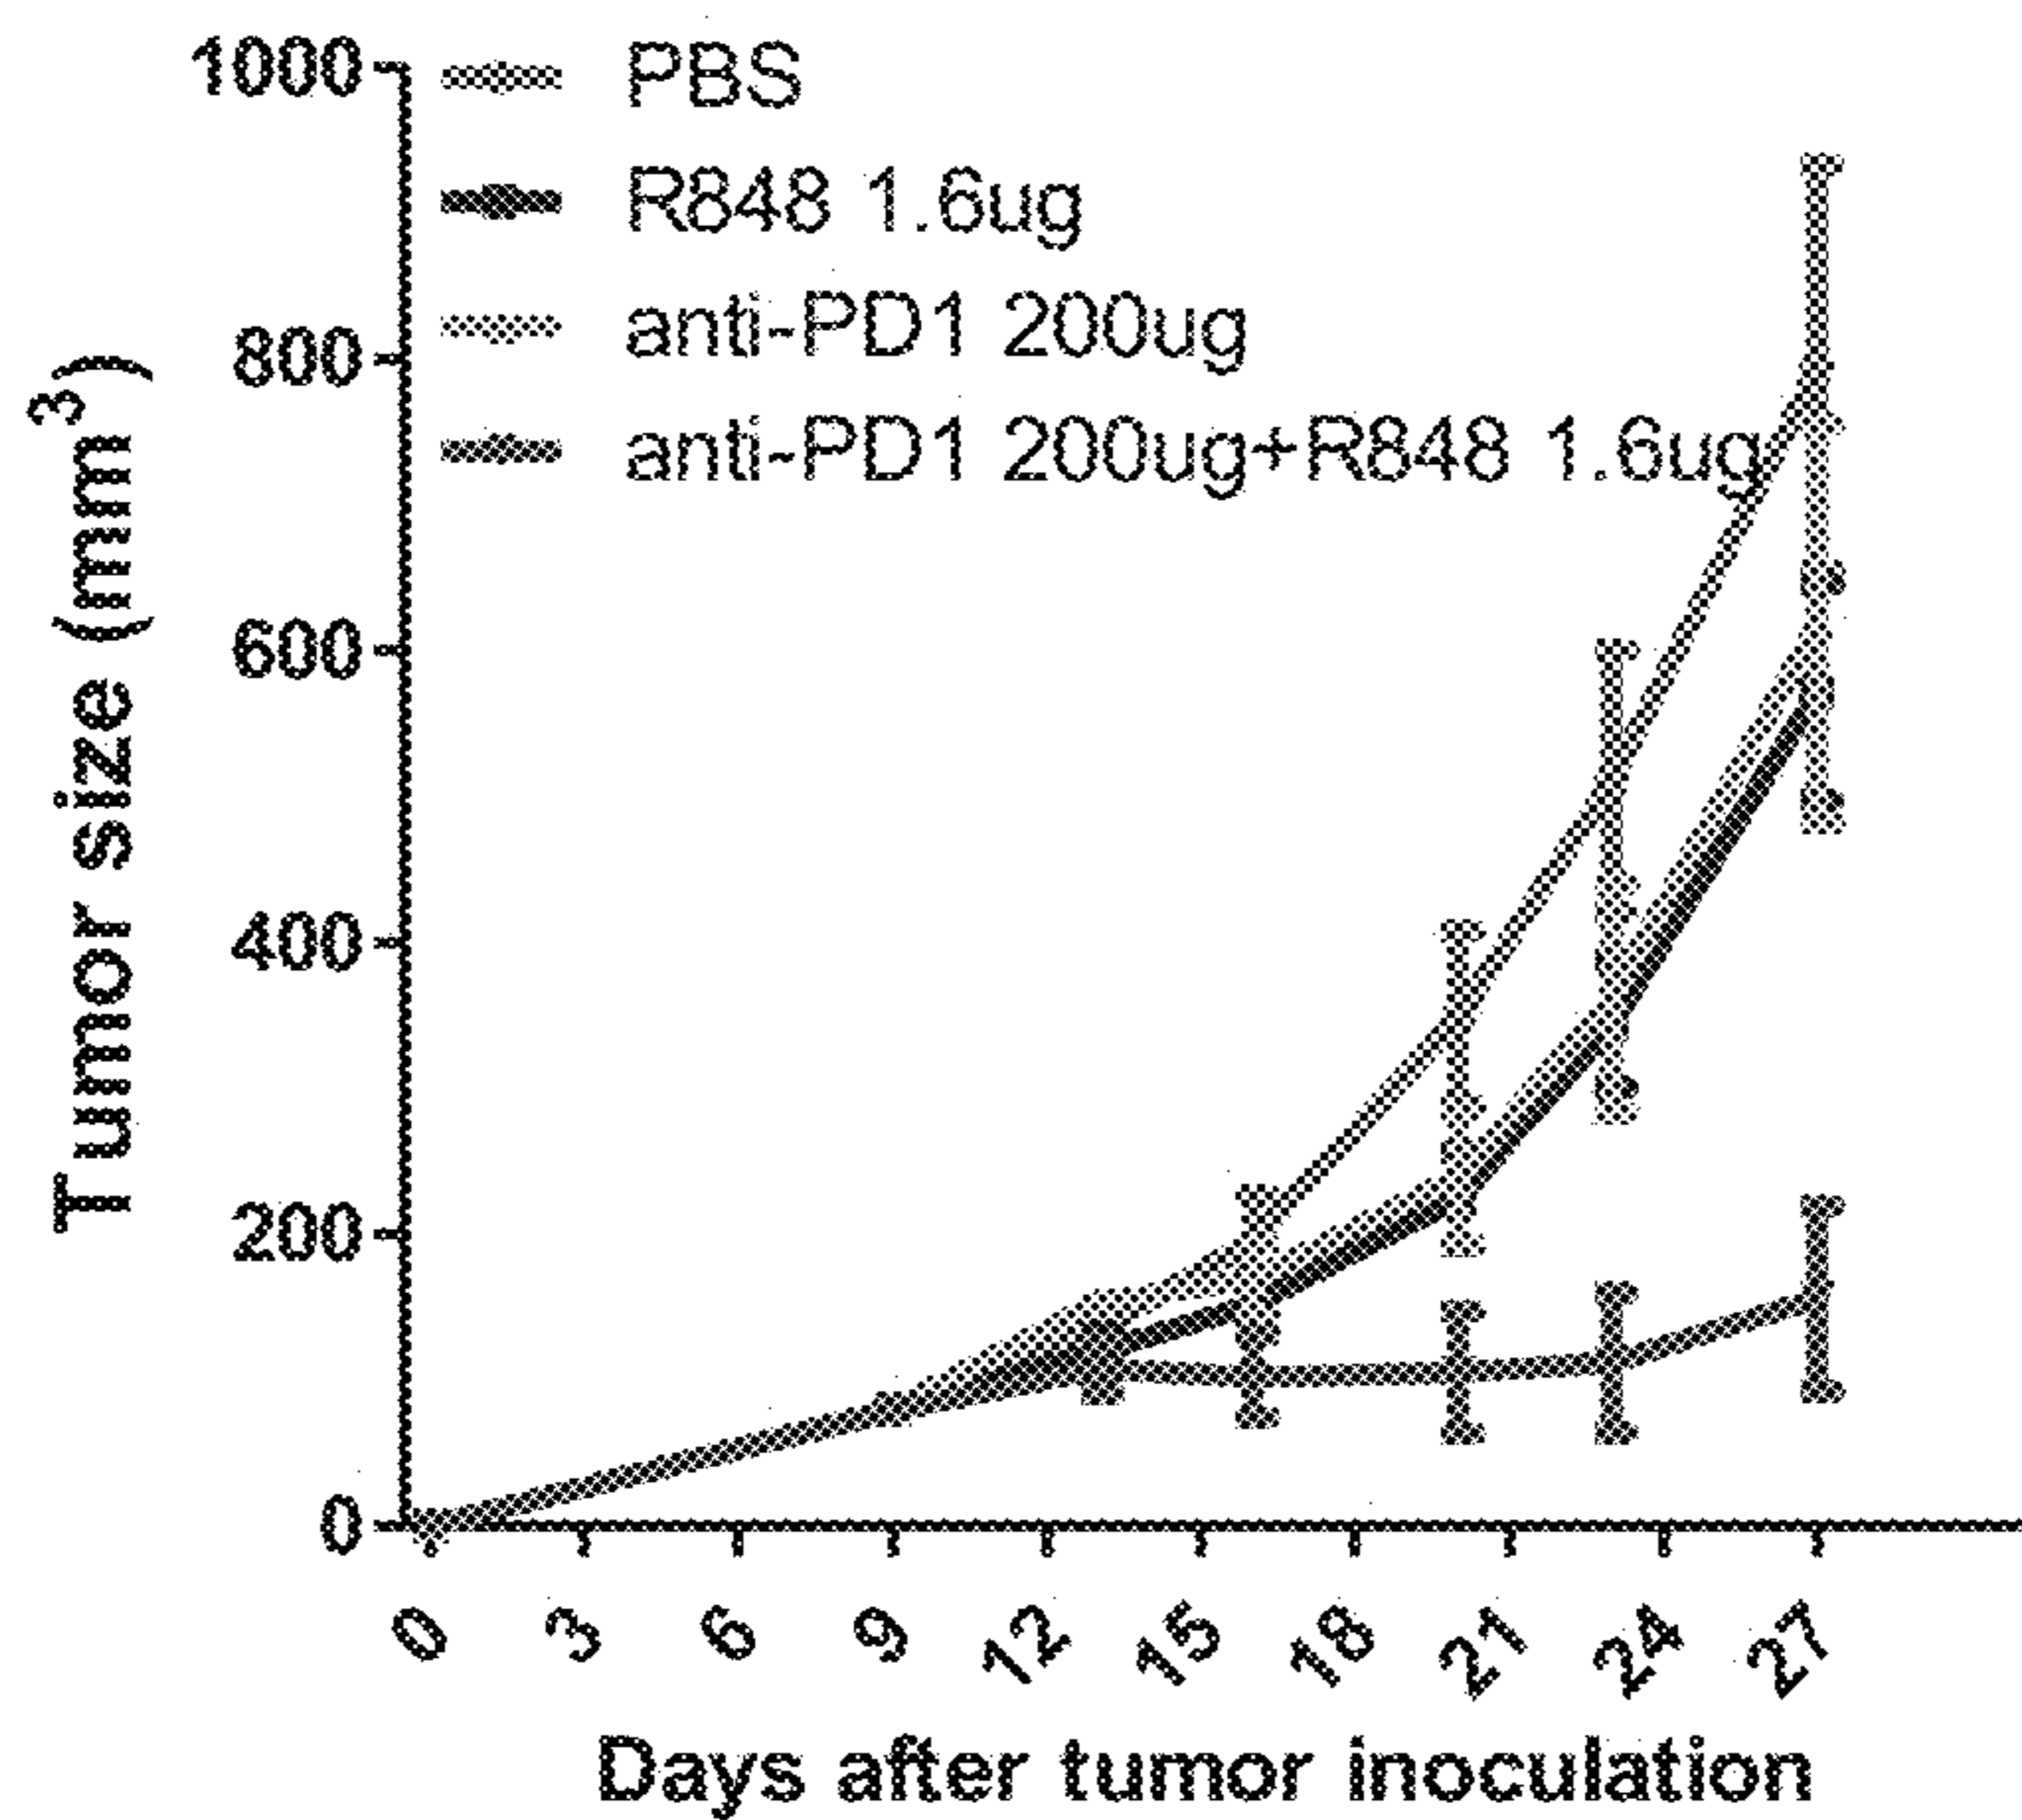 1000
800
600
400
200
0
Tumor size (mm³)
PBS
R848 1.6ug
anti-PD1 200ug
anti-PD1 200ug+R848 1.6ug
0 3 6 9 12 15 18 21 24 27
Days after tumor inoculation